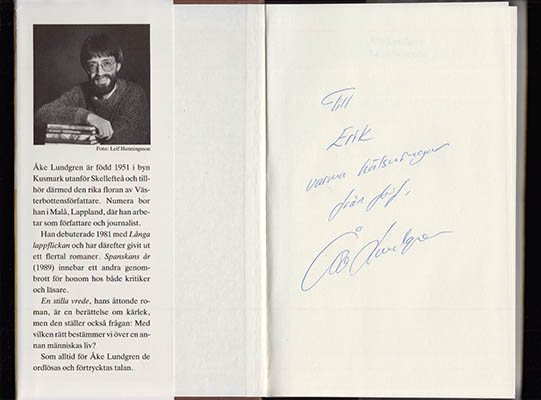 Foto: Leif Henningsson
Åke Lundgren är född 1951 i byn
Kusmark utanför Skellefteå och till-
hör därmed den rika floran av Väs-
terbottensförfattare. Numera bor
han i Malå, Lappland, där han arbe-
tar som författare och journalist.
Han debuterade 1981 med Långa
lappflickan och har därefter givit ut
ett flertal romaner. Spanskans år
(1989) innebar ett andra genom-
brott för honom hos både kritiker
och läsare.
En stilla vrede, hans åttonde ro-
man, är en berättelse om kärlek,
men den ställer också frågan: Med
vilken rätt bestämmer vi över en an-
nan människas liv?
Som alltid för Åke Lundgren de
ordlösas och förtrycktas talan.
Till
Erik
varma hälsningar
från förf.
Åke Lundgren